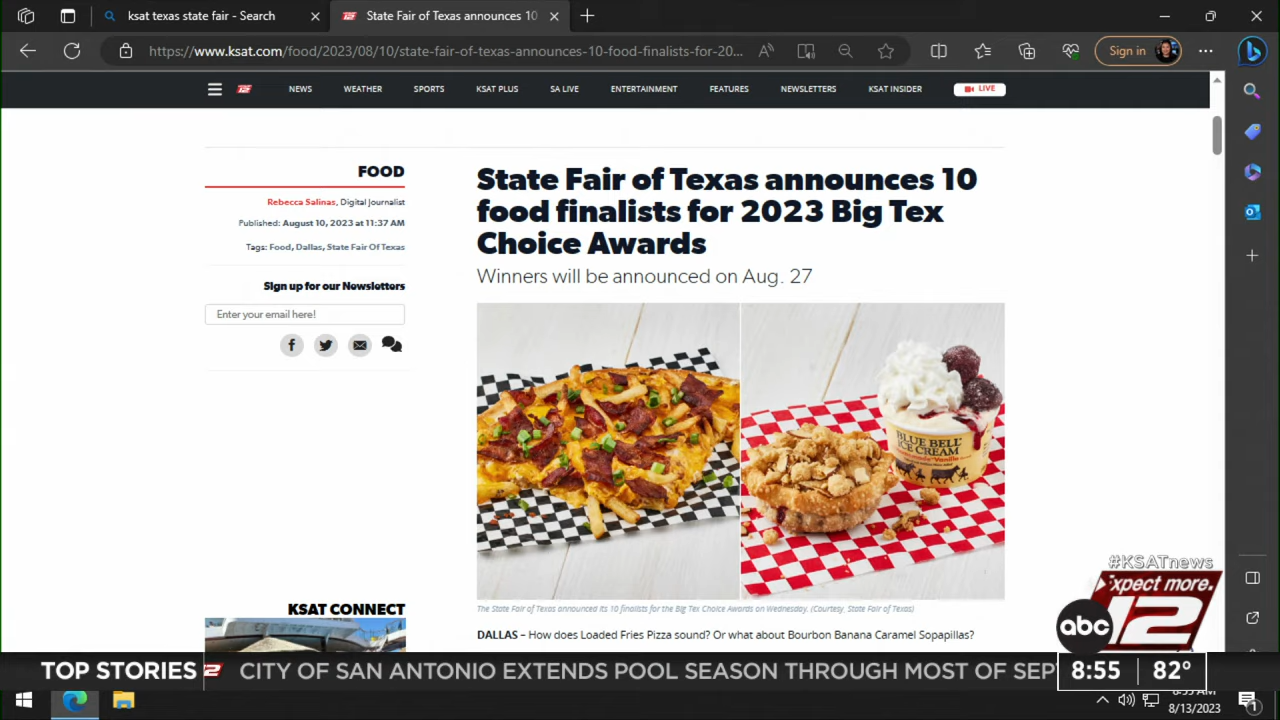 ksat texas state fair - Search
State Fair of Texas announces 10
https://www.ksat.com/food/2023/08/10/state-fair-of-texas-announces-10-food-finalists-for-20...
Sign in
NEWS
WEATHER
SPORTS
KSAT PLUS
SA LIVE
ENTERTAINMENT
FEATURES
NEWSLETTERS
KSAT INSIDER
LIVE
FOOD
Rebecca Salinas, Digital Journalist
Published: August 10, 2023 at 11:37 AM
Tags: Food, Dallas, State Fair Of Texas
Sign up for our Newsletters
Enter your email here!
State Fair of Texas announces 10
food finalists for 2023 Big Tex
Choice Awards
Winners will be announced on Aug. 27
BLUE BELL
ICE CREAM
Vanilla
The State Fair of Texas announced its 10 finalists for the Big Tex Choice Awards on Wednesday. (Courtesy, State Fair of Texas)
KSAT CONNECT
DALLAS – How does Loaded Fries Pizza sound? Or what about Bourbon Banana Caramel Sopapillas?
#KSATnews
Expect more.
abc 12
TOP STORIES
12
CITY OF SAN ANTONIO EXTENDS POOL SEASON THROUGH MOST OF SEP
8:55
82°
8:55 AM
8/13/2023
1